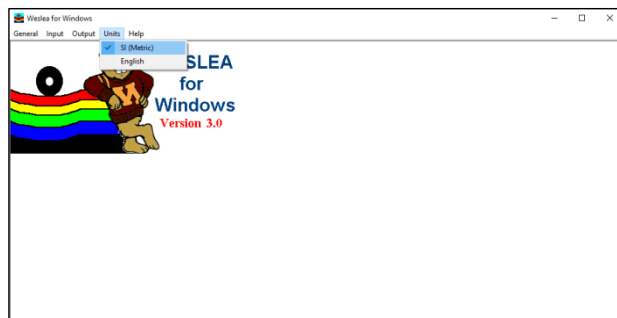 Weslea for Windows
General Input Output Units Help
SI (Metric)
English
SLEA
for
Windows
Version 3.0
W